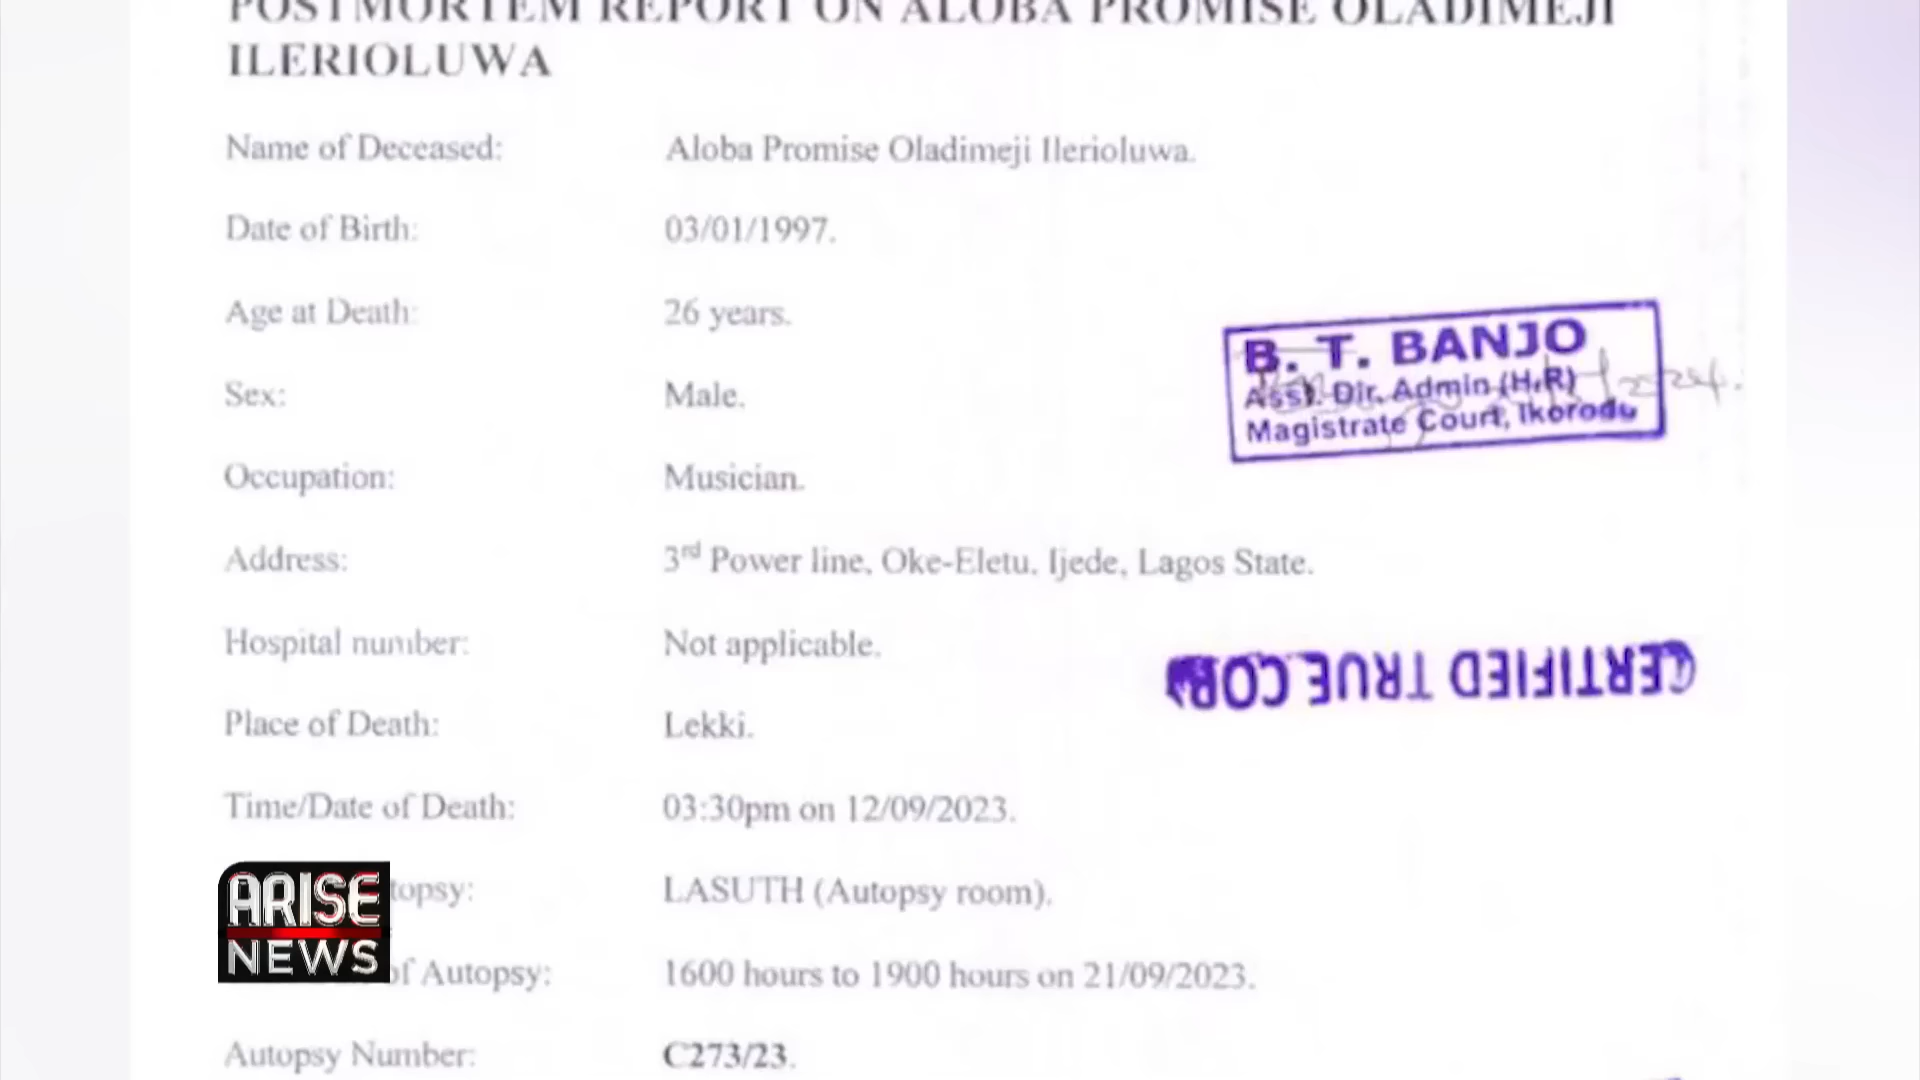 POSTMORTEM REPORT ON ALOBA PROMISE OLADIMEJI
ILERIOLUWA
Name of Deceased: Aloba Promise Oladimeji Ilerioluwa.
Date of Birth: 03/01/1997.
Age at Death: 26 years.
Sex: Male.
Occupation: Musician.
Address: 3rd Power line, Oke-Eletu, Ijede, Lagos State.
Hospital number: Not applicable.
Place of Death: Lekki.
Time/Date of Death: 03:30pm on 12/09/2023.
topsy: LASUTH (Autopsy room).
of Autopsy: 1600 hours to 1900 hours on 21/09/2023.
Autopsy Number: C273/23.
B. T. BANJO
Asst. Dir. Admin (H.R)
Magistrate Court, Ikorodu
CERTIFIED TRUE COPY
ARISE
NEWS